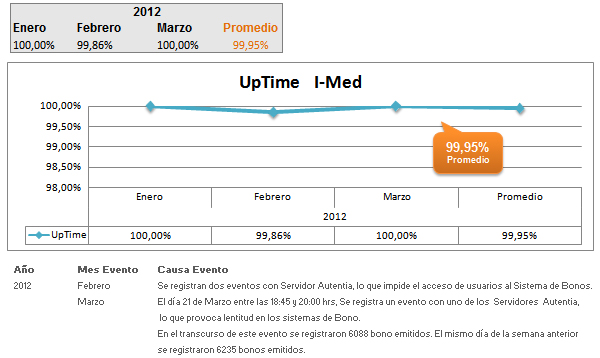 2012
Enero Febrero Marzo Promedio
100,00% 99,86% 100,00% 99,95%
UpTime I-Med
100,00%
99,50%
99,00%
98,50%
98,00%
99,95%
Promedio
Enero Febrero Marzo Promedio
2012
UpTime 100,00% 99,86% 100,00% 99,95%
Año Mes Evento Causa Evento
2012 Febrero Se registran dos eventos con Servidor Autentia, lo que impide el acceso de usuarios al Sistema de Bonos.
Marzo El día 21 de Marzo entre las 18:45 y 20:00 hrs, Se registra un evento con uno de los Servidores Autentia,
lo que provoca lentitud en los sistemas de Bono.
En el transcurso de este evento se registraron 6088 bono emitidos. El mismo día de la semana anterior
se registraron 6235 bonos emitidos.